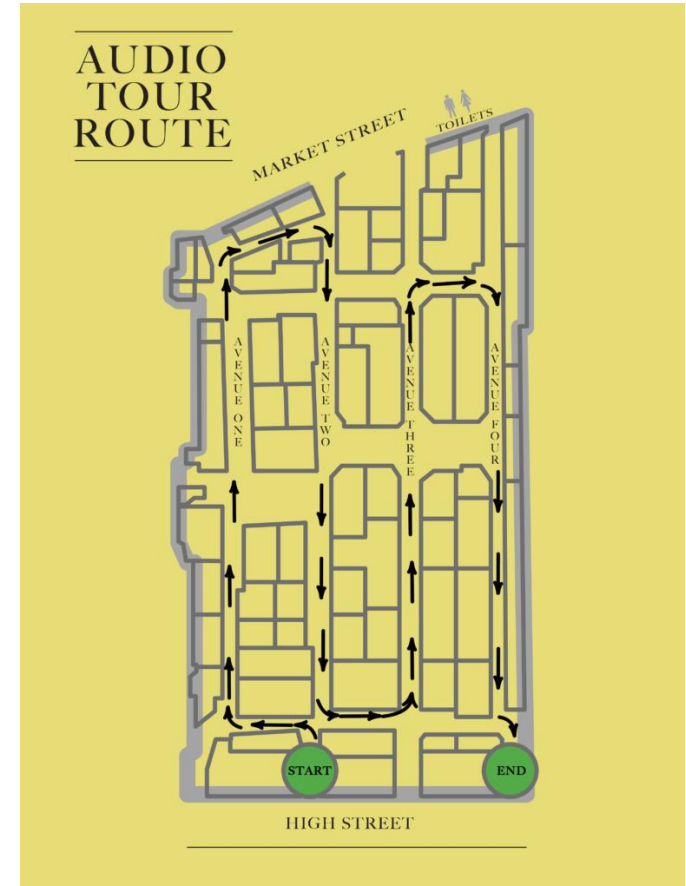 AUDIO
TOUR
ROUTE
MARKET STREET
TOILETS
AVENUE ONE
AVENUE TWO
AVENUE THREE
AVENUE FOUR
START
END
HIGH STREET